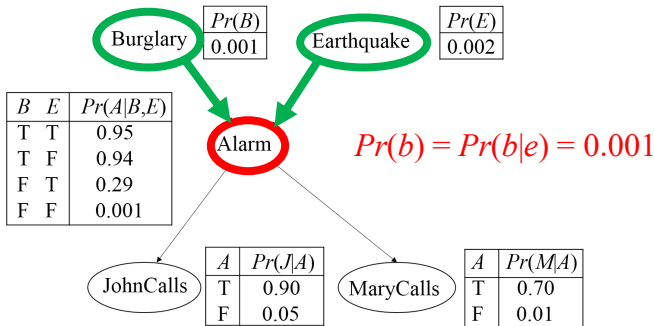 Burglary
Pr(B)
0.001
Earthquake
Pr(E)
0.002
B E Pr(A|B,E)
T T 0.95
T F 0.94
F T 0.29
F F 0.001
Alarm
Pr(b) = Pr(b|e) = 0.001
JohnCalls
A Pr(J|A)
T 0.90
F 0.05
MaryCalls
A Pr(M|A)
T 0.70
F 0.01